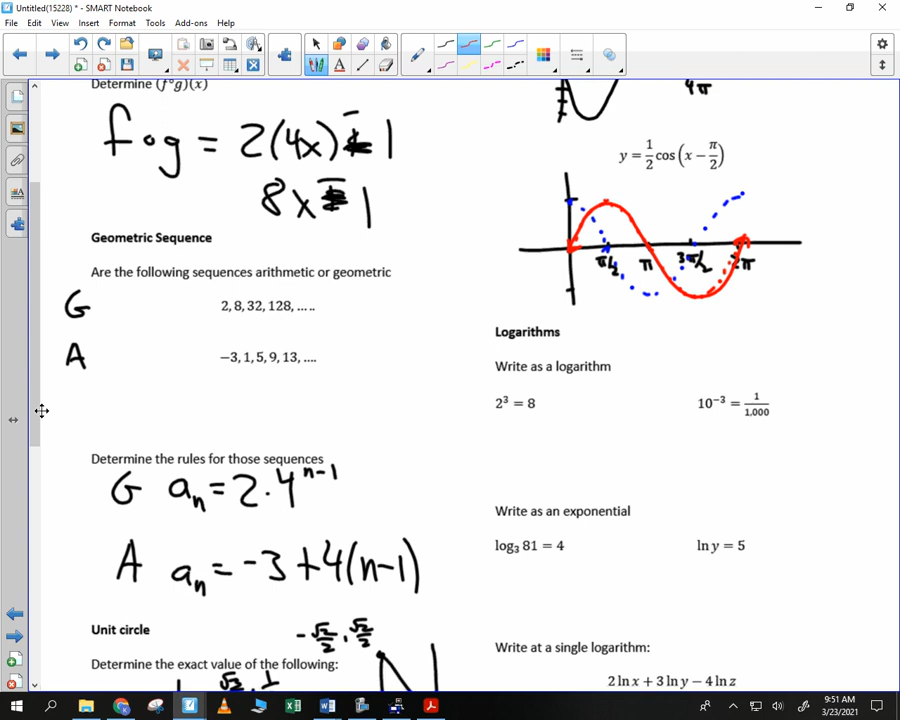 Untitled(15228) * - SMART Notebook
File Edit View Insert Format Tools Add-ons Help
Determine (f°g)(x)
fog = 2(4x) - 1
8x - 1
Geometric Sequence
Are the following sequences arithmetic or geometric
G 2, 8, 32, 128, .....
A −3, 1, 5, 9, 13, ....
Determine the rules for those sequences
G aₙ = 2 · 4ⁿ⁻¹
A aₙ = -3 + 4(n-1)
Unit circle
-√2/2, √2/2
Determine the exact value of the following:
4π
y = 1/2 cos(x − π/2)
π/2 π 3π/2 2π
Logarithms
Write as a logarithm
2³ = 8 10⁻³ = 1/1,000
Write as an exponential
log₃ 81 = 4 ln y = 5
Write at a single logarithm:
2 ln x + 3 ln y − 4 ln z
9:51 AM
3/23/2021